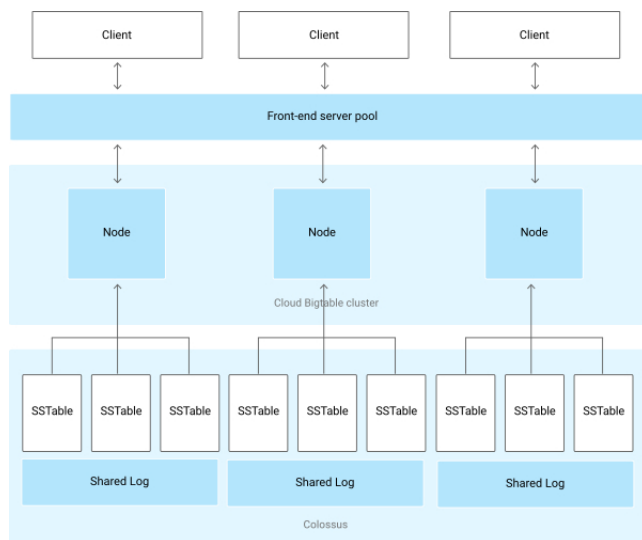 Client
Client
Client
Front-end server pool
Node
Node
Node
Cloud Bigtable cluster
SSTable
SSTable
SSTable
SSTable
SSTable
SSTable
SSTable
SSTable
SSTable
Shared Log
Shared Log
Shared Log
Colossus